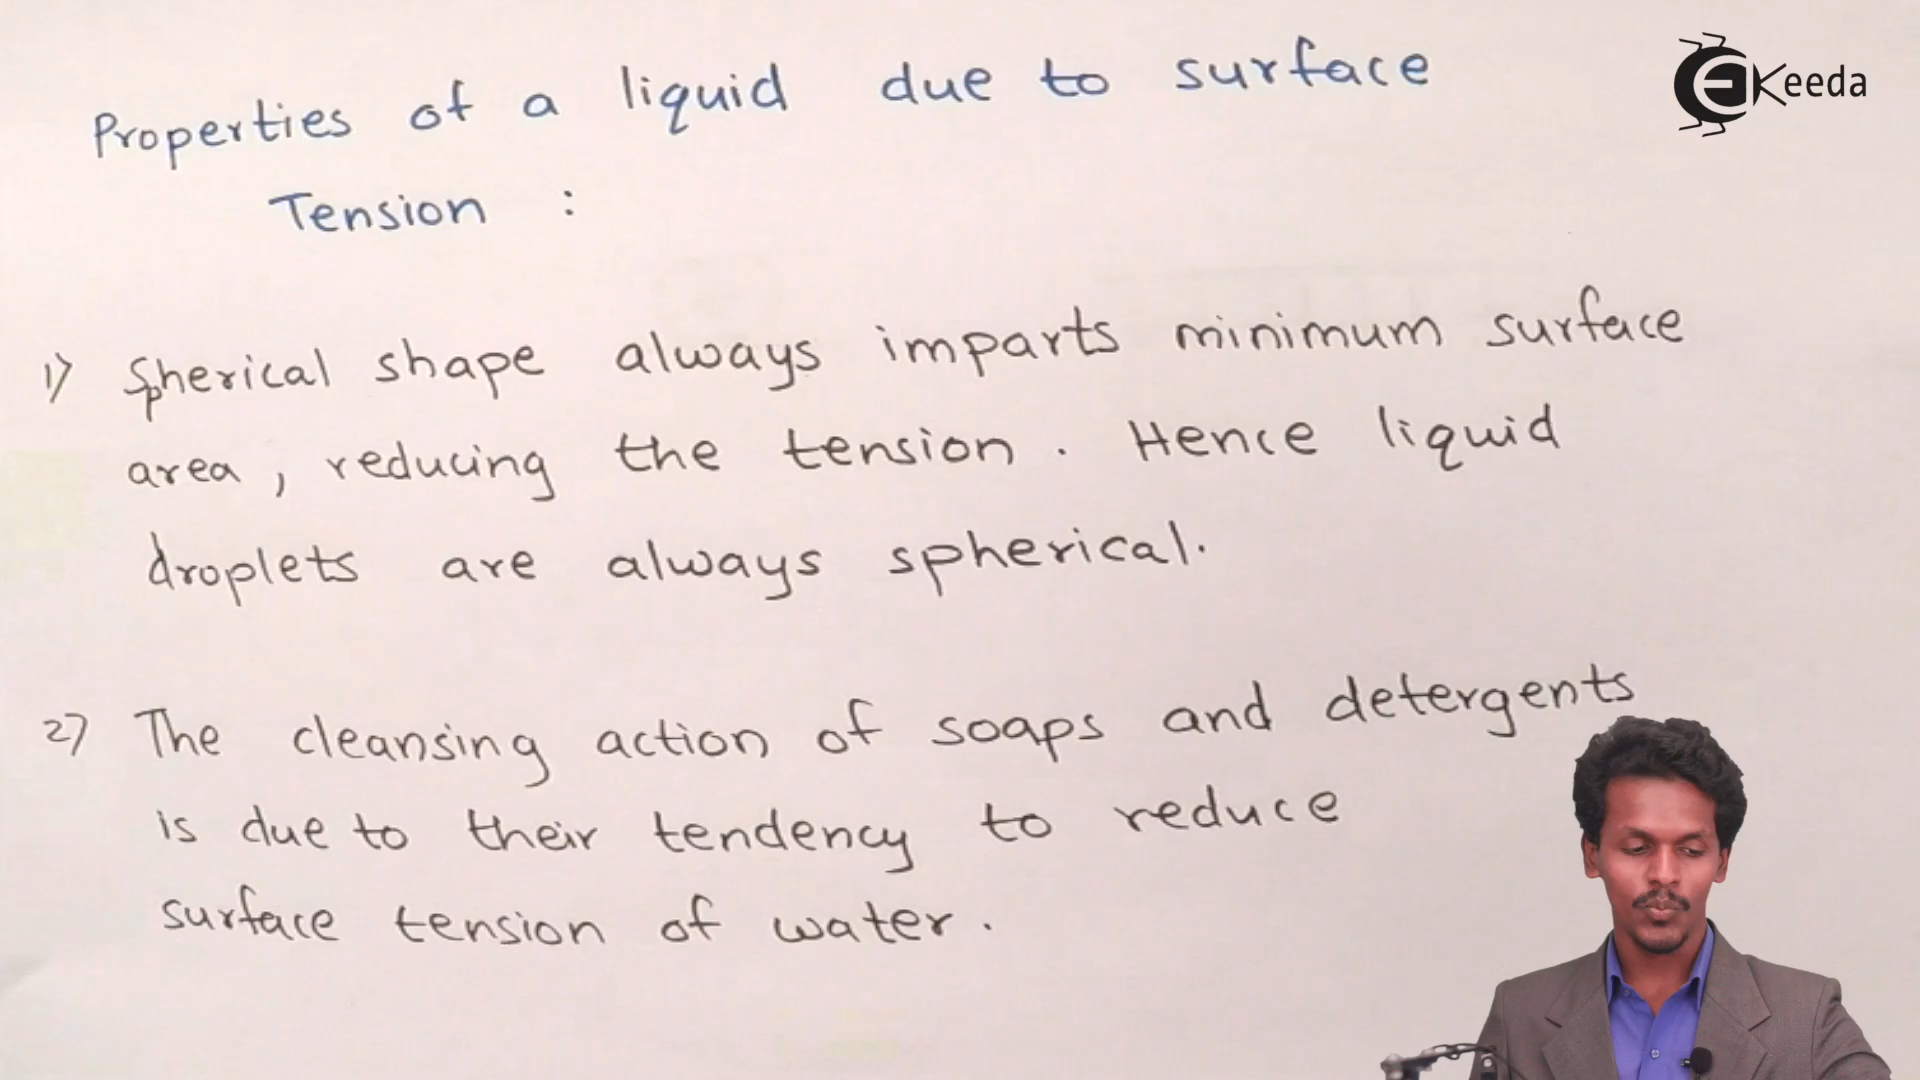 Properties of a liquid due to surface
Tension :
EKeeda
1) Spherical shape always imparts minimum surface
area, reducing the tension. Hence liquid
droplets are always spherical.
2) The cleansing action of soaps and detergents
is due to their tendency to reduce
surface tension of water.